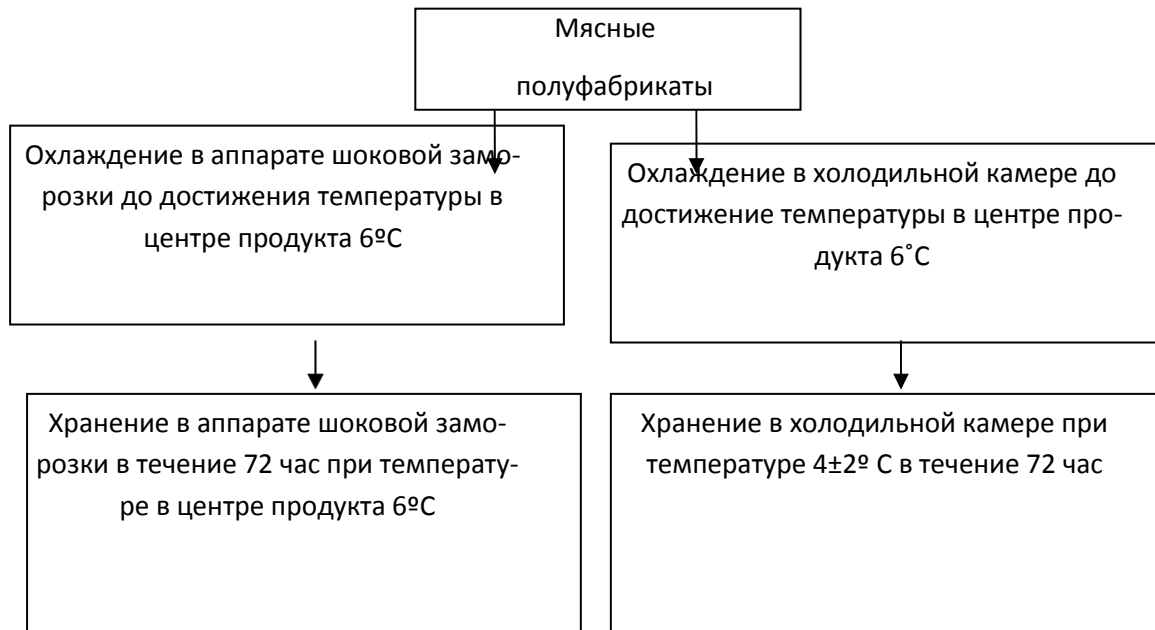 Мясные
полуфабрикаты
Охлаждение в аппарате шоковой замо-
розки до достижения температуры в
центре продукта 6ºС
Охлаждение в холодильной камере до
достижение температуры в центре про-
дукта 6˚С
Хранение в аппарате шоковой замо-
розки в течение 72 час при температу-
ре в центре продукта 6ºС
Хранение в холодильной камере при
температуре 4±2º С в течение 72 час